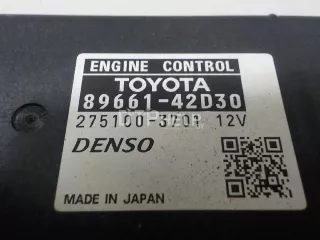 ENGINE CONTROL
TOYOTA
89661-42D30
275100-3701 12V
DENSO
MADE IN JAPAN